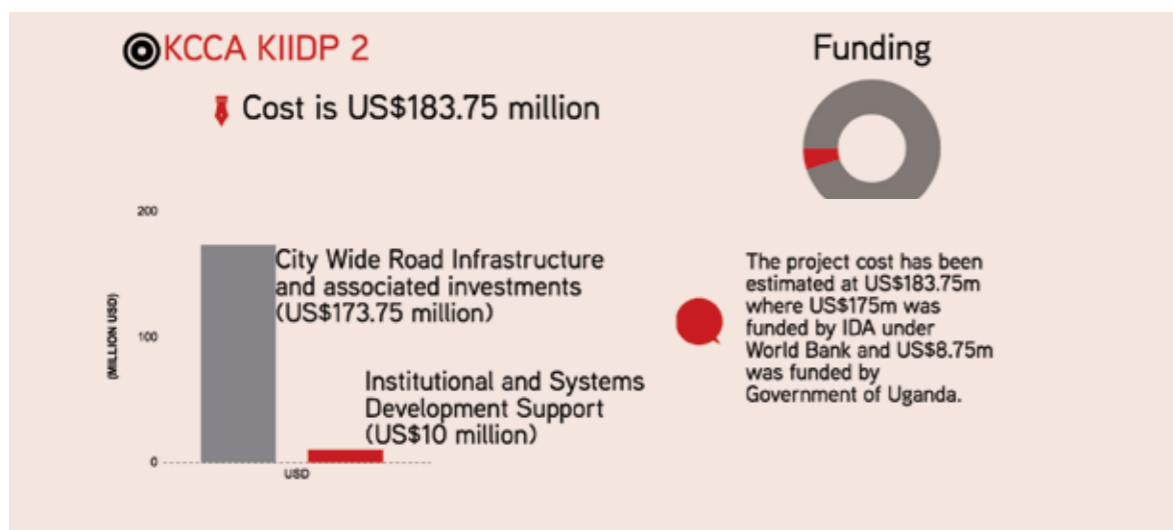 KCCA KIIDP 2
Cost is US$183.75 million
200
100
0
(MILLION USD)
USD
City Wide Road Infrastructure
and associated investments
(US$173.75 million)
Institutional and Systems
Development Support
(US$10 million)
Funding
The project cost has been
estimated at US$183.75m
where US$175m was
funded by IDA under
World Bank and US$8.75m
was funded by
Government of Uganda.